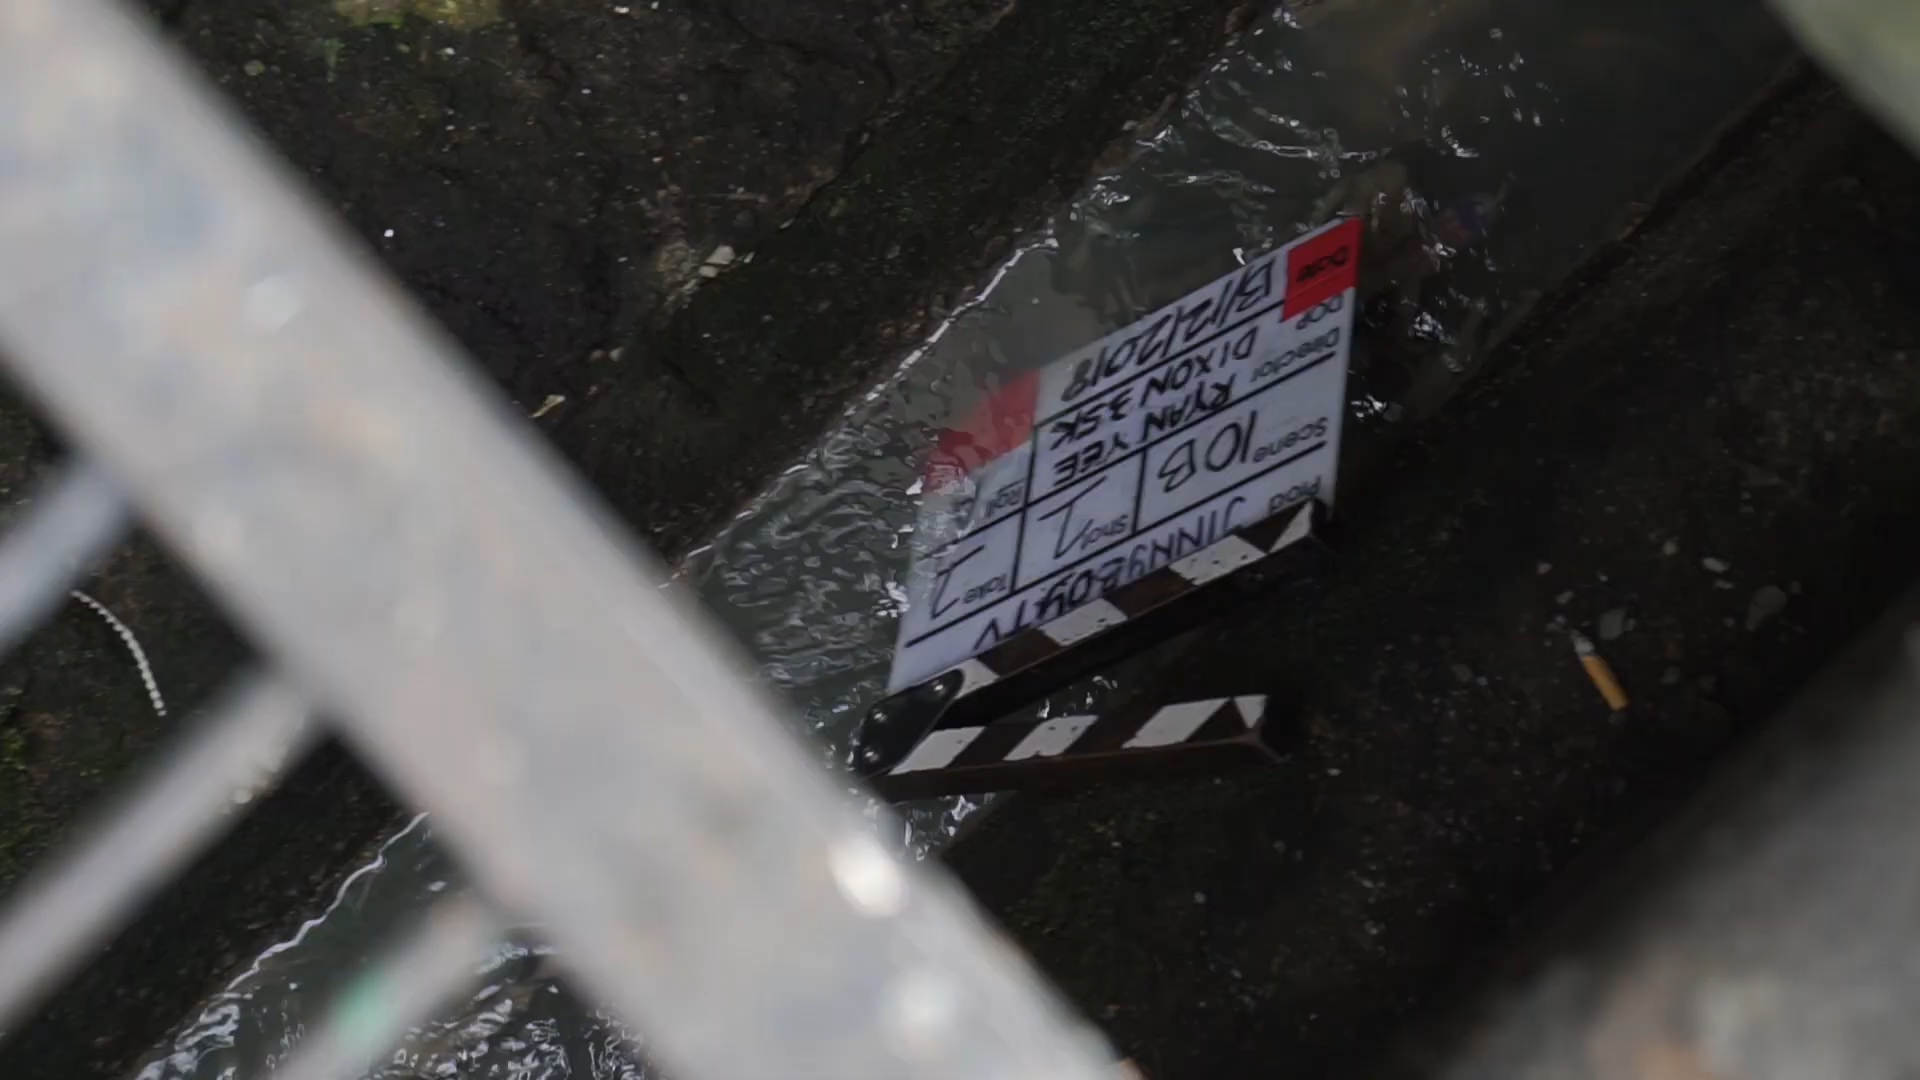 Prod JINNYBOYTV
Scene 10B Shot 1 Take 1
Director RYAN YEE Roll
DOP DIXON 3.5K
Date 13/12/2018